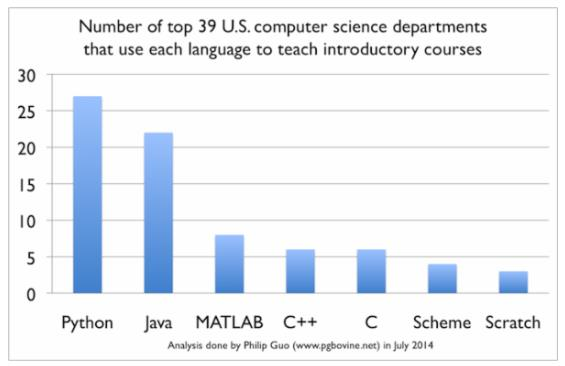 Number of top 39 U.S. computer science departments
that use each language to teach introductory courses
30
25
20
15
10
5
0
Python Java MATLAB C++ C Scheme Scratch
Analysis done by Philip Guo (www.pgbovine.net) in July 2014